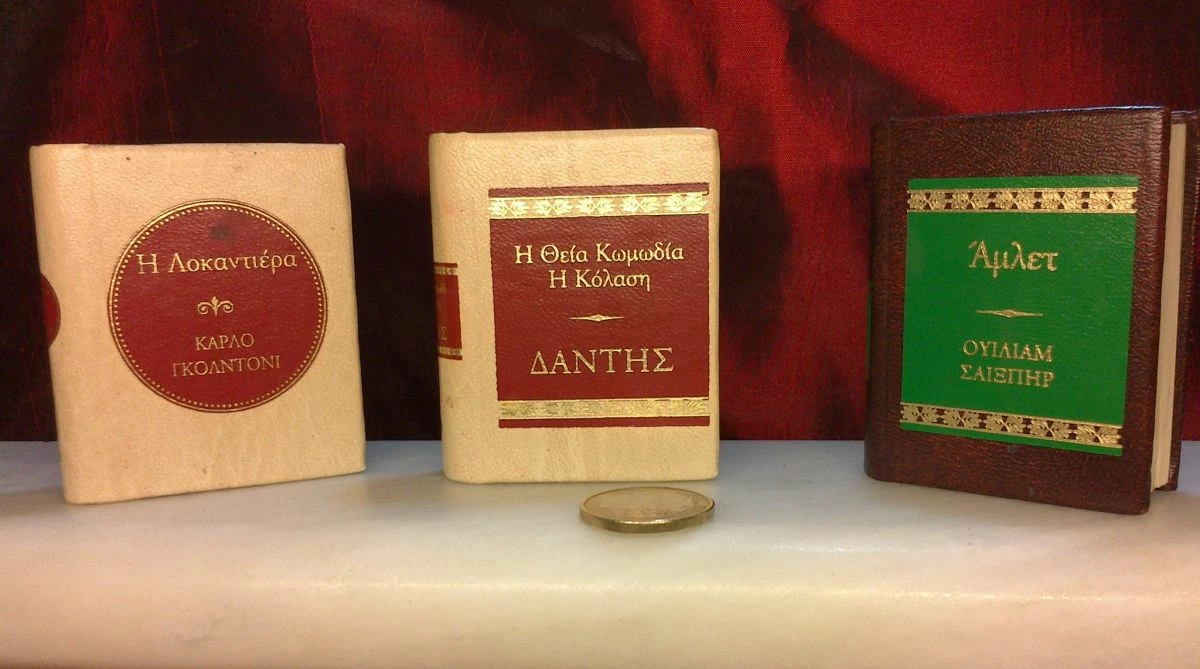 Η Λοκαντιέρα
ΚΑΡΛΟ
ΓΚΟΛΝΤΟΝΙ
Η Θεία Κωμωδία
Η Κόλαση
ΔΑΝΤΗΣ
Άμλετ
ΟΥΙΛΙΑΜ
ΣΑΙΞΠΗΡ